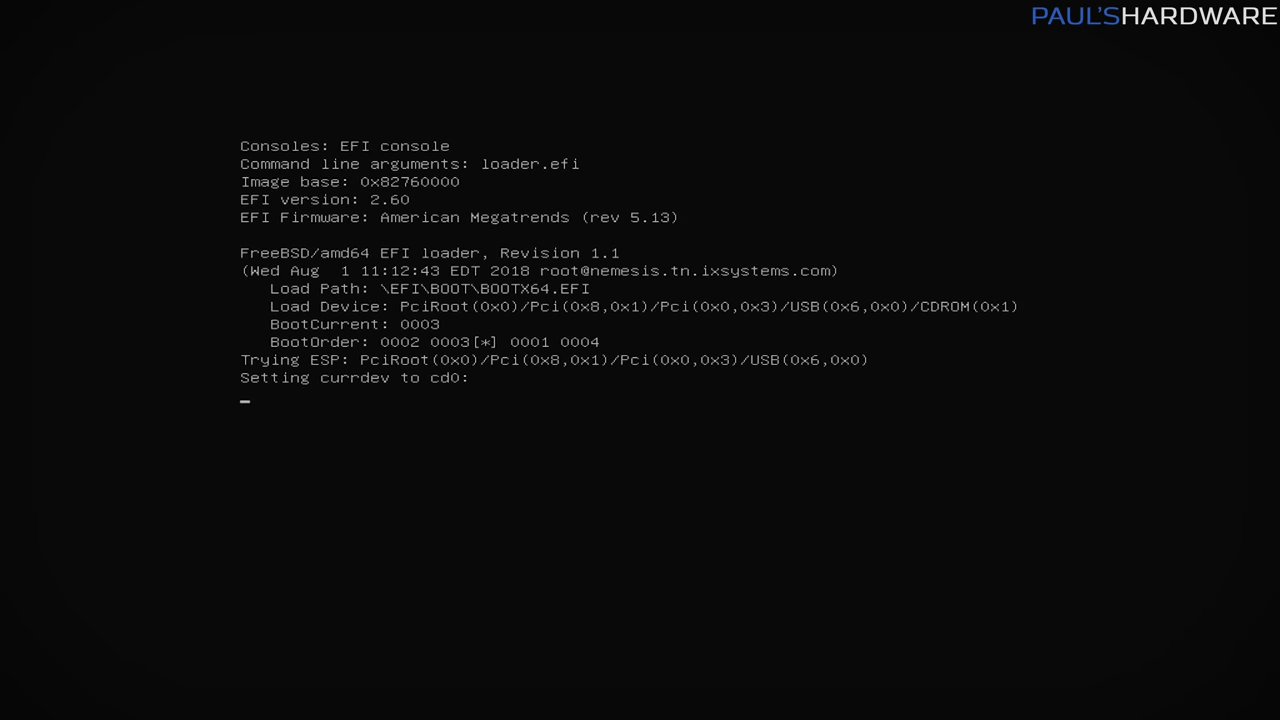 PAUL'SHARDWARE
Consoles: EFI console
Command line arguments: loader.efi
Image base: 0x82760000
EFI version: 2.60
EFI Firmware: American Megatrends (rev 5.13)
FreeBSD/amd64 EFI loader, Revision 1.1
(Wed Aug  1 11:12:43 EDT 2018 root@nemesis.tn.ixsystems.com)
Load Path: \EFI\BOOT\BOOTX64.EFI
Load Device: PciRoot(0x0)/Pci(0x8,0x1)/Pci(0x0,0x3)/USB(0x6,0x0)/CDROM(0x1)
BootCurrent: 0003
BootOrder: 0002 0003[*] 0001 0004
Trying ESP: PciRoot(0x0)/Pci(0x8,0x1)/Pci(0x0,0x3)/USB(0x6,0x0)
Setting currdev to cd0: